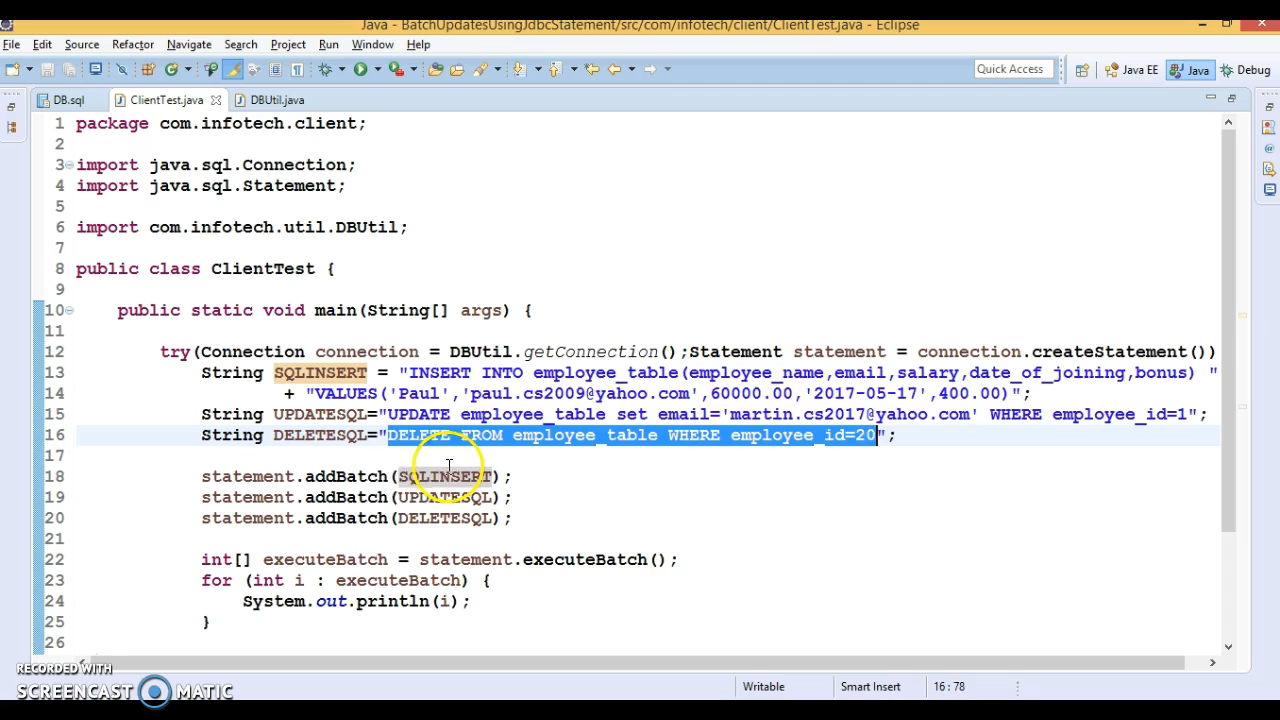 Java - BatchUpdatesUsingJdbcStatement/src/com/infotech/client/ClientTest.java - Eclipse
File Edit Source Refactor Navigate Search Project Run Window Help
Quick Access Java EE Java Debug
DB.sql ClientTest.java DBUtil.java
1 package com.infotech.client;
2
3 import java.sql.Connection;
4 import java.sql.Statement;
5
6 import com.infotech.util.DBUtil;
7
8 public class ClientTest {
9
10 public static void main(String[] args) {
11
12 try(Connection connection = DBUtil.getConnection();Statement statement = connection.createStatement())
13 String SQLINSERT = "INSERT INTO employee_table(employee_name,email,salary,date_of_joining,bonus) "
14 + "VALUES('Paul','paul.cs2009@yahoo.com',60000.00,'2017-05-17',400.00)";
15 String UPDATESQL="UPDATE employee_table set email='martin.cs2017@yahoo.com' WHERE employee_id=1";
16 String DELETESQL="DELETE FROM employee_table WHERE employee_id=20";
17
18 statement.addBatch(SQLINSERT);
19 statement.addBatch(UPDATESQL);
20 statement.addBatch(DELETESQL);
21
22 int[] executeBatch = statement.executeBatch();
23 for (int i : executeBatch) {
24 System.out.println(i);
25 }
26
RECORDED WITH
SCREENCAST MATIC
Writable Smart Insert 16 : 78